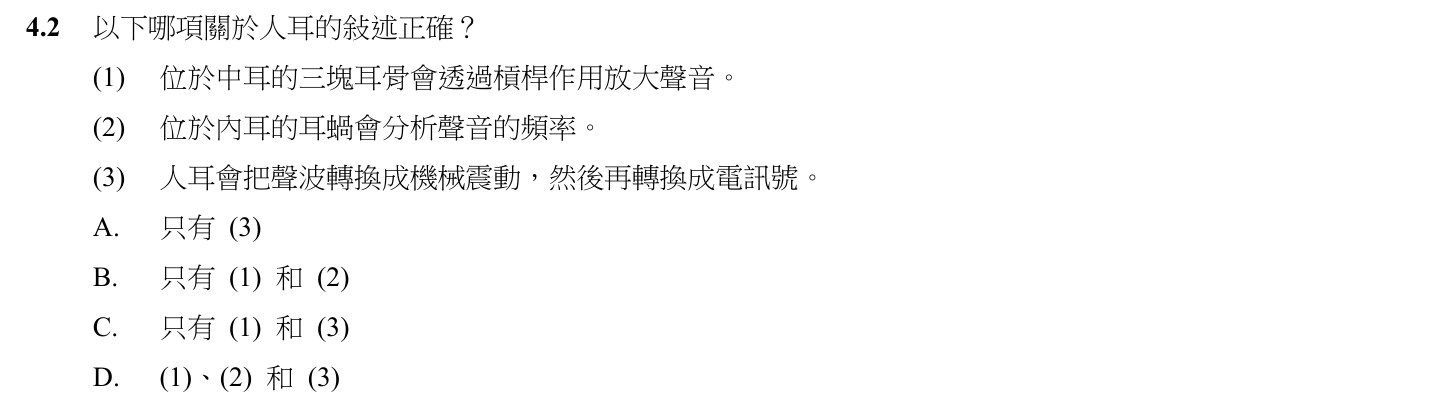 4.2 以下哪項關於人耳的敍述正確？
(1) 位於中耳的三塊耳骨會透過槓桿作用放大聲音。
(2) 位於內耳的耳蝸會分析聲音的頻率。
(3) 人耳會把聲波轉換成機械震動，然後再轉換成電訊號。
A. 只有 (3)
B. 只有 (1) 和 (2)
C. 只有 (1) 和 (3)
D. (1)、(2) 和 (3)